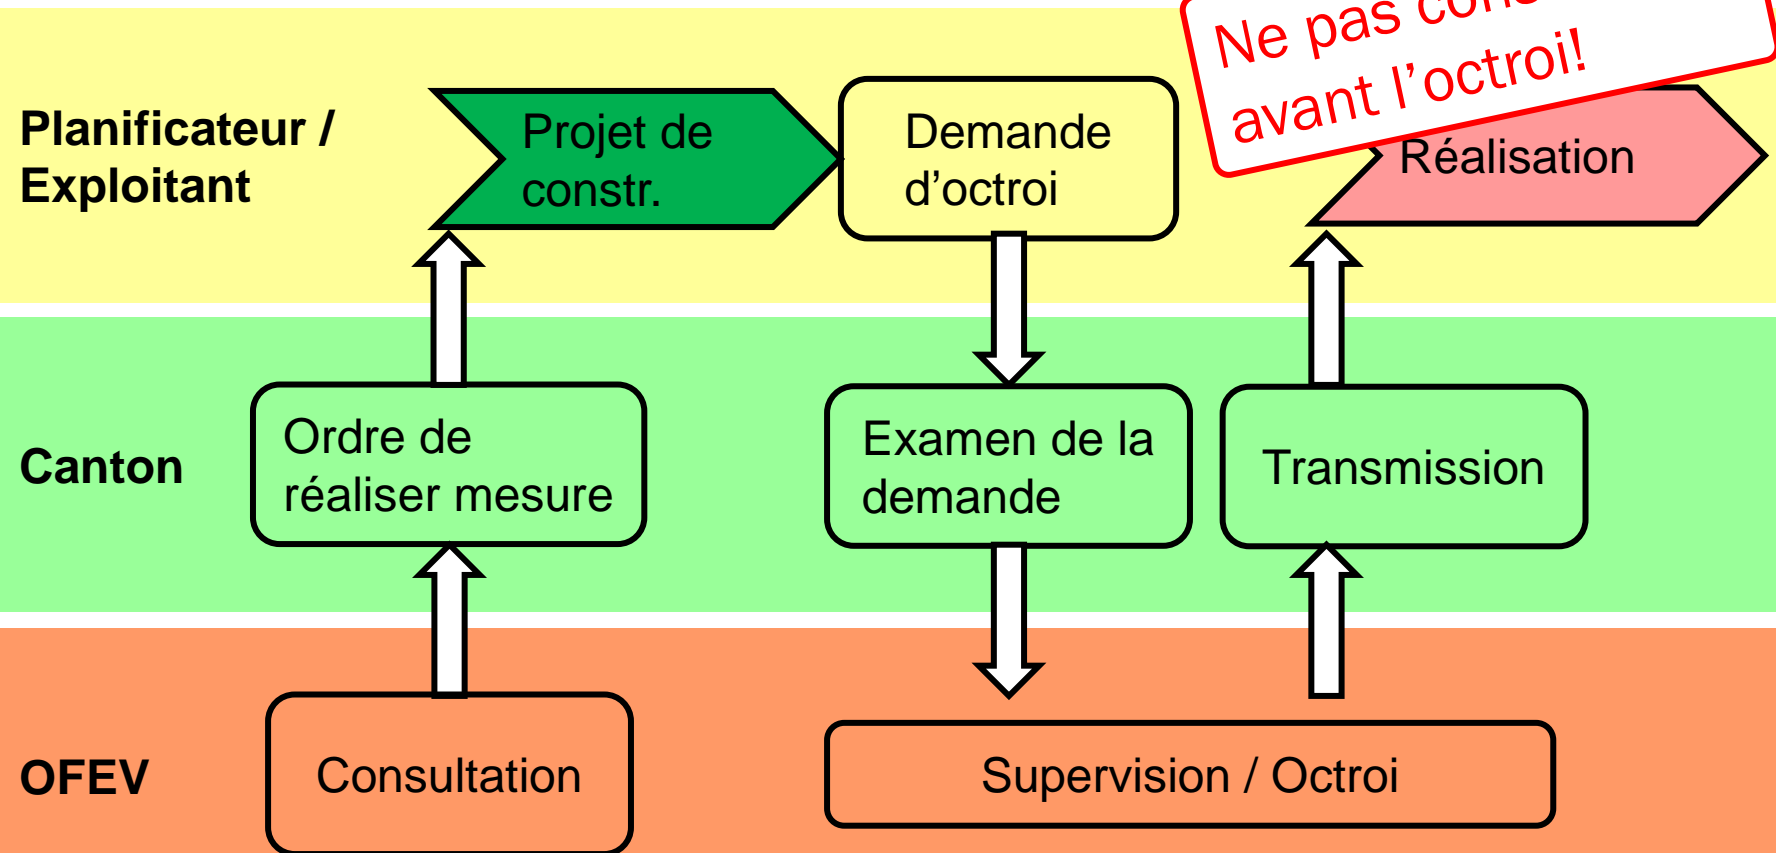 Ne pas
avant l’octroi!
Planificateur /
Exploitant
Projet de
constr.
Demande
d’octroi
Réalisation
Canton
Ordre de
réaliser mesure
Examen de la
demande
Transmission
OFEV
Consultation
Supervision / Octroi